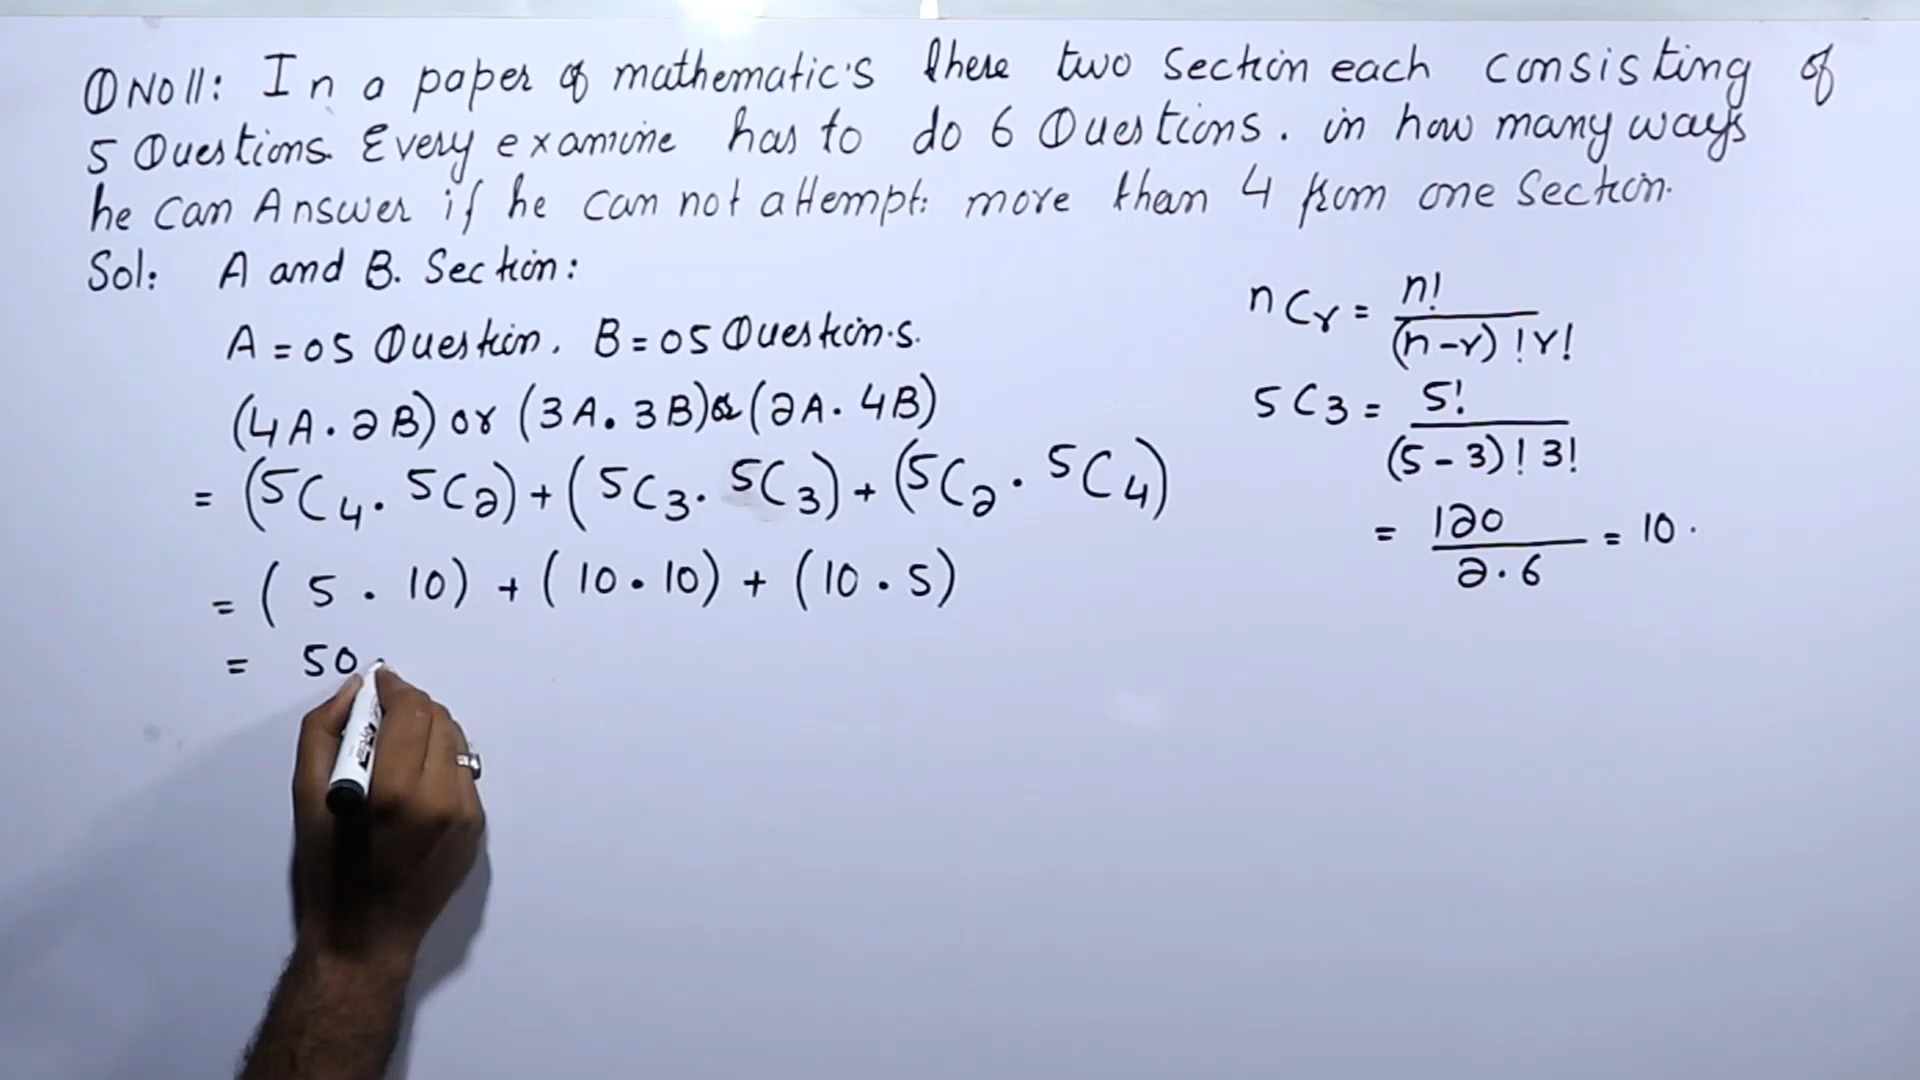 QNo11: In a paper of mathematic's there two section each consisting of
5 Questions. Every examine has to do 6 Questions. in how many ways
he can Answer if he can not attempt: more than 4 from one section.
Sol: A and B. Section:
A = 05 Question. B = 05 Question.s.
(4A . 2B) or (3A . 3B) or (2A . 4B)
= (5C4 . 5C2) + (5C3 . 5C3) + (5C2 . 5C4)
= (5 . 10) + (10 . 10) + (10 . 5)
= 50
nCr = n! / (n-r)! r!
5C3 = 5! / (5-3)! 3!
= 120 / 2.6 = 10.